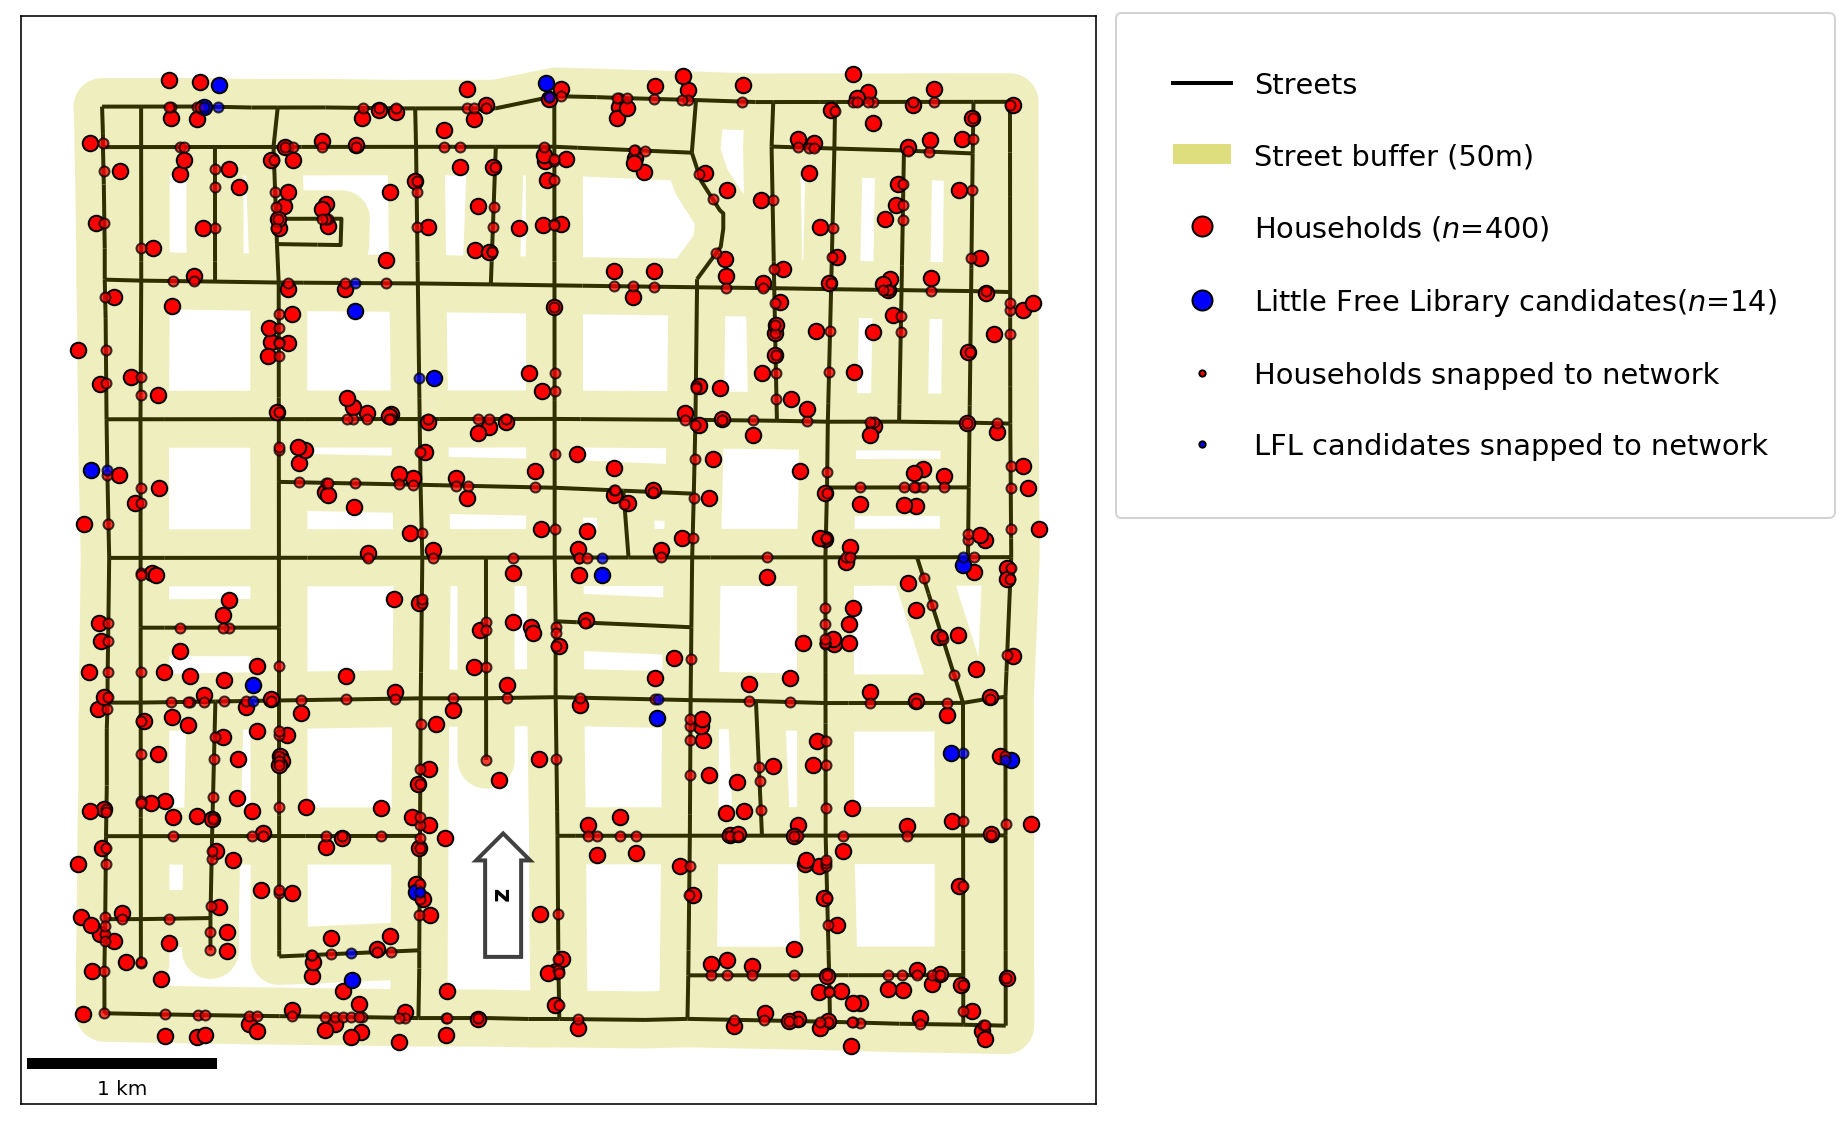 Streets
Street buffer (50m)
Households (n=400)
Little Free Library candidates(n=14)
Households snapped to network
LFL candidates snapped to network
N
1 km